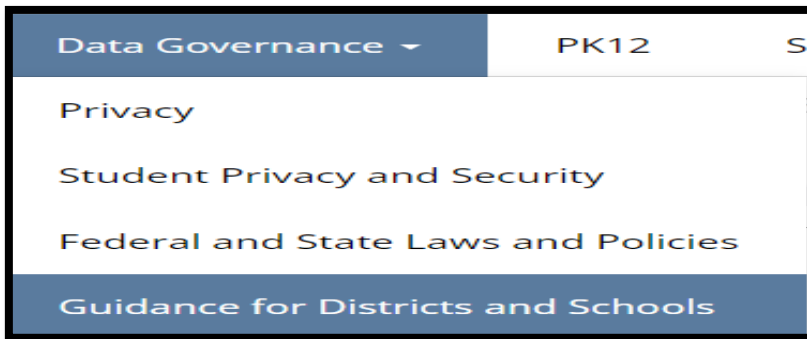 Data Governance PK12 S
Privacy
Student Privacy and Security
Federal and State Laws and Policies
Guidance for Districts and Schools